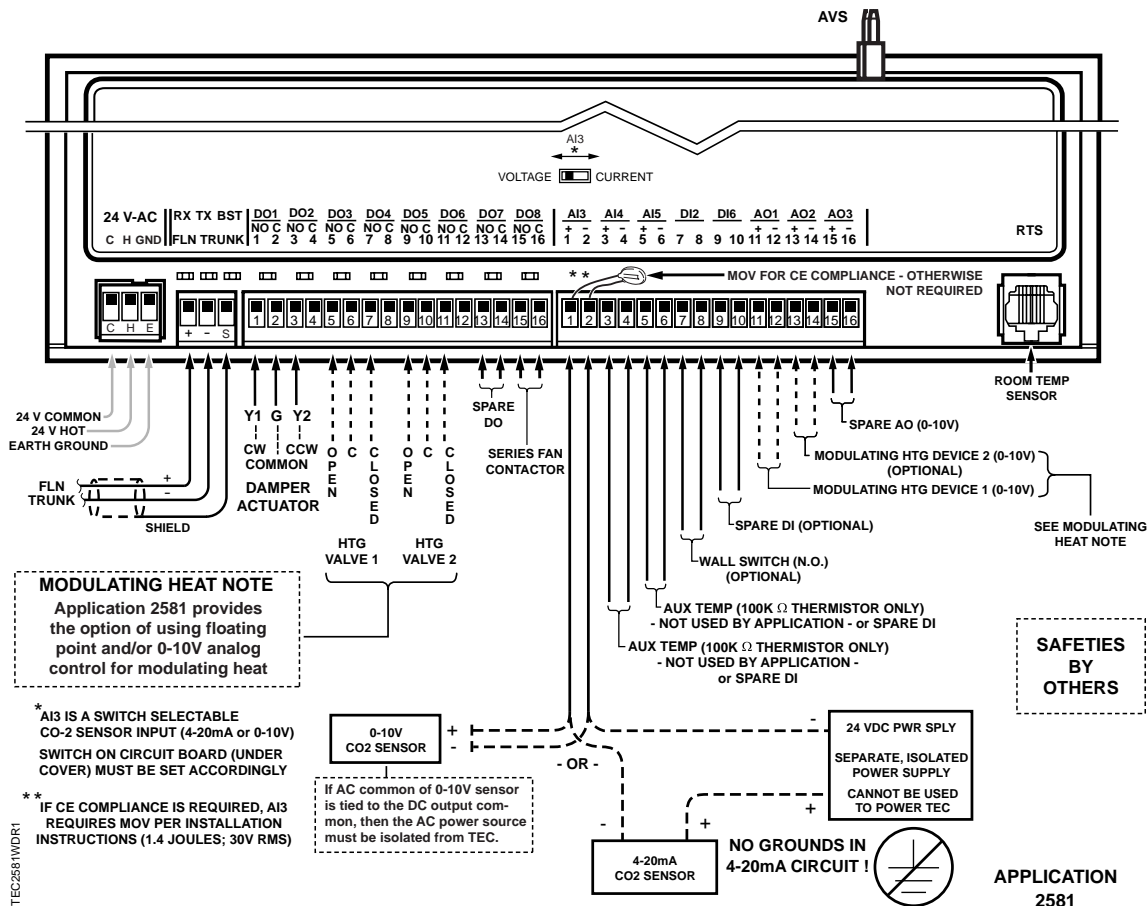 AVS
AI3
*
VOLTAGE CURRENT
24 V-AC RX TX BST DO1 DO2 DO3 DO4 DO5 DO6 DO7 DO8 AI3 AI4 AI5 DI2 DI6 AO1 AO2 AO3
NO C NO C NO C NO C NO C NO C NO C NO C + - + - + - + - + - + -
C H GND FLN TRUNK 1 2 3 4 5 6 7 8 9 10 11 12 13 14 15 16 1 2 3 4 5 6 7 8 9 10 11 12 13 14 15 16 RTS
* *
MOV FOR CE COMPLIANCE - OTHERWISE
NOT REQUIRED
C H E + - S 1 2 3 4 5 6 7 8 9 10 11 12 13 14 15 16 1 2 3 4 5 6 7 8 9 10 11 12 13 14 15 16
24 V COMMON
24 V HOT
EARTH GROUND
FLN
TRUNK
+
-
SHIELD
Y1 G Y2
CW CCW
COMMON
DAMPER
ACTUATOR
OPEN
C
CLOSED
HTG
VALVE 1
OPEN
C
CLOSED
HTG
VALVE 2
SPARE
DO
SERIES FAN
CONTACTOR
ROOM TEMP
SENSOR
SPARE AO (0-10V)
MODULATING HTG DEVICE 2 (0-10V)
(OPTIONAL)
MODULATING HTG DEVICE 1 (0-10V)
SEE MODULATING
HEAT NOTE
SPARE DI (OPTIONAL)
WALL SWITCH (N.O.)
(OPTIONAL)
AUX TEMP (100K Ω THERMISTOR ONLY)
- NOT USED BY APPLICATION - or SPARE DI
AUX TEMP (100K Ω THERMISTOR ONLY)
- NOT USED BY APPLICATION -
or SPARE DI
MODULATING HEAT NOTE
Application 2581 provides
the option of using floating
point and/or 0-10V analog
control for modulating heat
SAFETIES
BY
OTHERS
* AI3 IS A SWITCH SELECTABLE
CO-2 SENSOR INPUT (4-20mA or 0-10V)
SWITCH ON CIRCUIT BOARD (UNDER
COVER) MUST BE SET ACCORDINGLY
** IF CE COMPLIANCE IS REQUIRED, AI3
REQUIRES MOV PER INSTALLATION
INSTRUCTIONS (1.4 JOULES; 30V RMS)
0-10V
CO2 SENSOR
+
-
If AC common of 0-10V sensor
is tied to the DC output com-
mon, then the AC power source
must be isolated from TEC.
- OR -
-
24 VDC PWR SPLY
SEPARATE, ISOLATED
POWER SUPPLY
CANNOT BE USED
TO POWER TEC
+
- +
4-20mA
CO2 SENSOR
NO GROUNDS IN
4-20mA CIRCUIT !
APPLICATION
2581
TEC2581WDR1